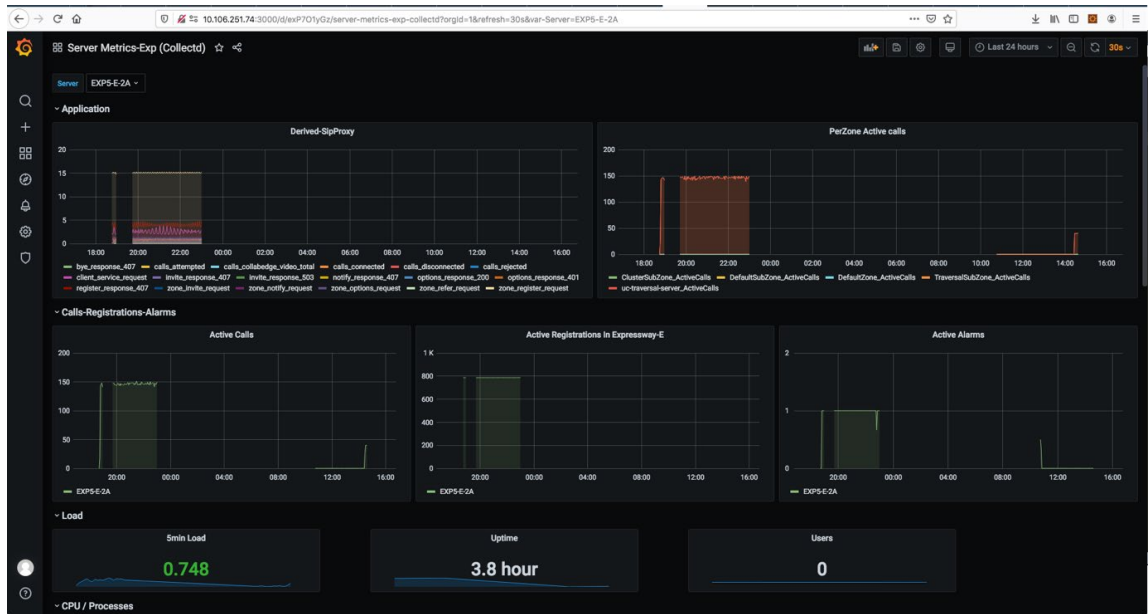 10.106.251.74:3000/d/exP7O1yGz/server-metrics-exp-collectd?orgId=1&refresh=30s&var-Server=EXP5-E-2A
Server Metrics-Exp (Collectd)
Last 24 hours
30s
Server EXP5-E-2A
Application
Derived-SipProxy
20
15
10
5
0
18:00 20:00 22:00 00:00 02:00 04:00 06:00 08:00 10:00 12:00 14:00 16:00
bye_response_407 calls_attempted calls_collabedge_video_total calls_connected calls_disconnected calls_rejected
client_service_request invite_response_407 invite_response_503 notify_response_407 options_response_200 options_response_401
register_response_407 zone_invite_request zone_notify_request zone_options_request zone_refer_request zone_register_request
PerZone Active calls
200
150
100
50
0
18:00 20:00 22:00 00:00 02:00 04:00 06:00 08:00 10:00 12:00 14:00 16:00
ClusterSubZone_ActiveCalls DefaultSubZone_ActiveCalls DefaultZone_ActiveCalls TraversalSubZone_ActiveCalls
uc-traversal-server_ActiveCalls
Calls-Registrations-Alarms
Active Calls
200
150
100
50
0
20:00 00:00 04:00 08:00 12:00 16:00
EXP5-E-2A
Active Registrations in Expressway-E
1 K
800
600
400
200
0
20:00 00:00 04:00 08:00 12:00 16:00
EXP5-E-2A
Active Alarms
2
1
0
20:00 00:00 04:00 08:00 12:00 16:00
EXP5-E-2A
Load
5min Load
0.748
Uptime
3.8 hour
Users
0
CPU / Processes